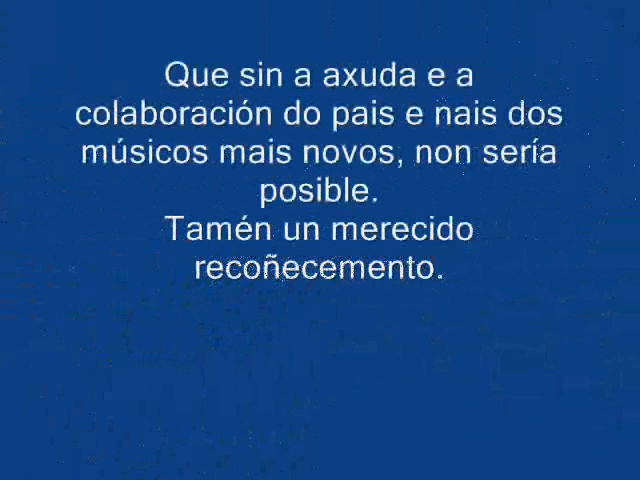 Que sin a axuda e a
colaboración do pais e nais dos
músicos mais novos, non sería
posible.
Tamén un merecido
recoñecemento.